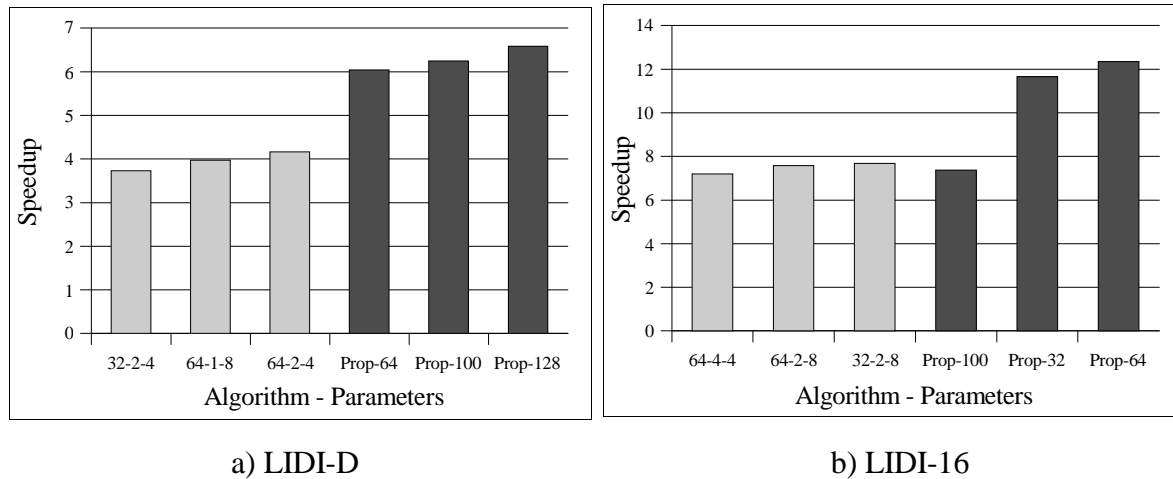 7
6
5
4
3
2
1
0
Speedup
32-2-4 64-1-8 64-2-4 Prop-64 Prop-100 Prop-128
Algorithm - Parameters
a) LIDI-D
14
12
10
8
6
4
2
0
Speedup
64-4-4 64-2-8 32-2-8 Prop-100 Prop-32 Prop-64
Algorithm - Parameters
b) LIDI-16